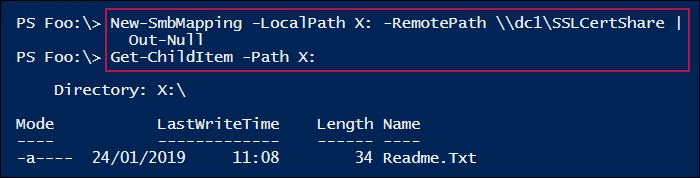 PS Foo:\> New-SmbMapping -LocalPath X: -RemotePath \\dc1\SSLCertShare |
Out-Null
PS Foo:\> Get-ChildItem -Path X:
Directory: X:\
Mode LastWriteTime Length Name
---- ------------- ------ ----
-a---- 24/01/2019 11:08 34 Readme.Txt